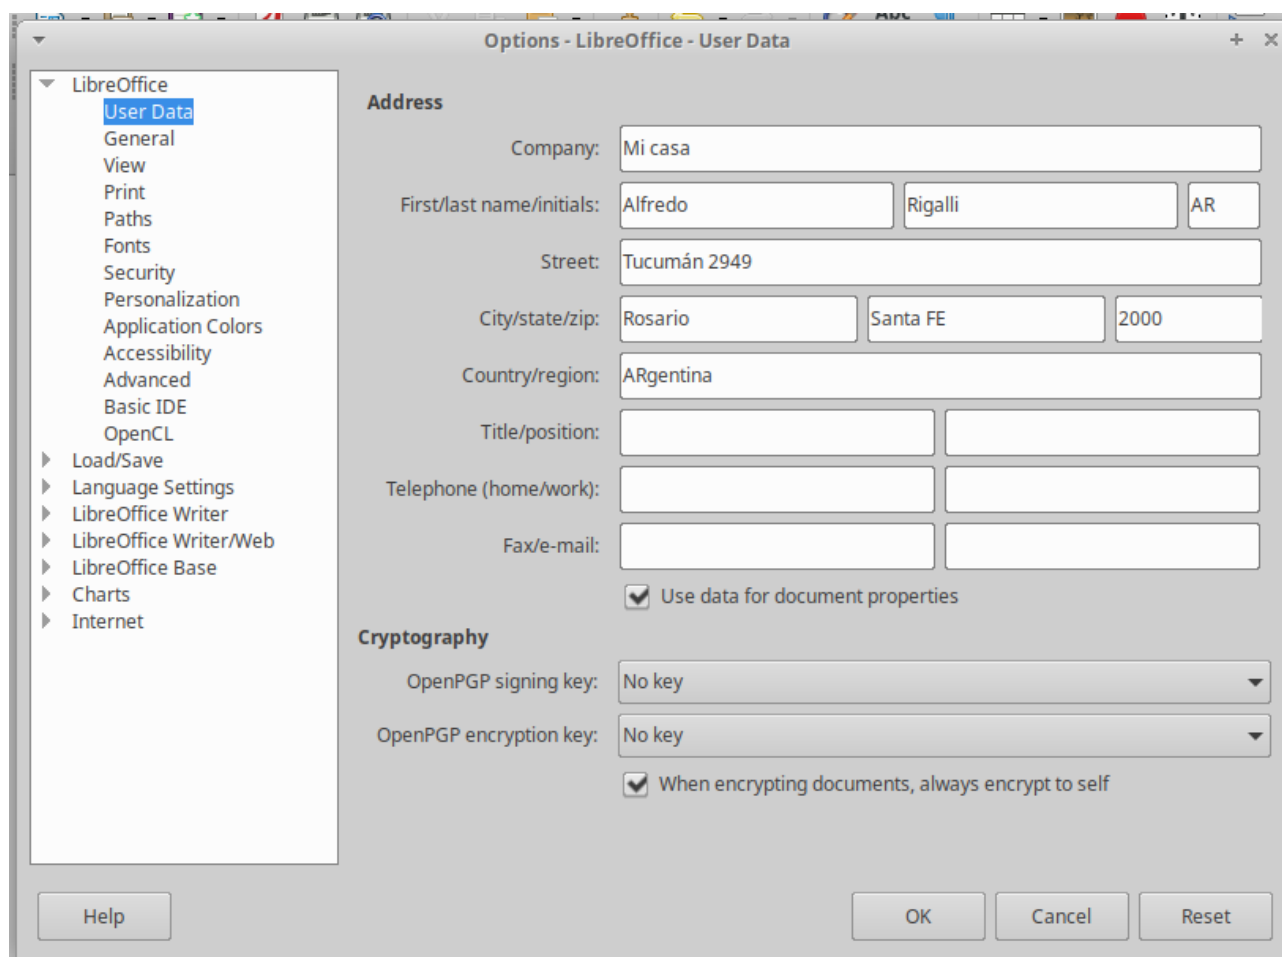 Abc
Options - LibreOffice - User Data
LibreOffice
User Data
General
View
Print
Paths
Fonts
Security
Personalization
Application Colors
Accessibility
Advanced
Basic IDE
OpenCL
Load/Save
Language Settings
LibreOffice Writer
LibreOffice Writer/Web
LibreOffice Base
Charts
Internet
Address
Company: Mi casa
First/last name/initials: Alfredo Rigalli AR
Street: Tucumán 2949
City/state/zip: Rosario Santa FE 2000
Country/region: ARgentina
Title/position:
Telephone (home/work):
Fax/e-mail:
Use data for document properties
Cryptography
OpenPGP signing key: No key
OpenPGP encryption key: No key
When encrypting documents, always encrypt to self
Help OK Cancel Reset